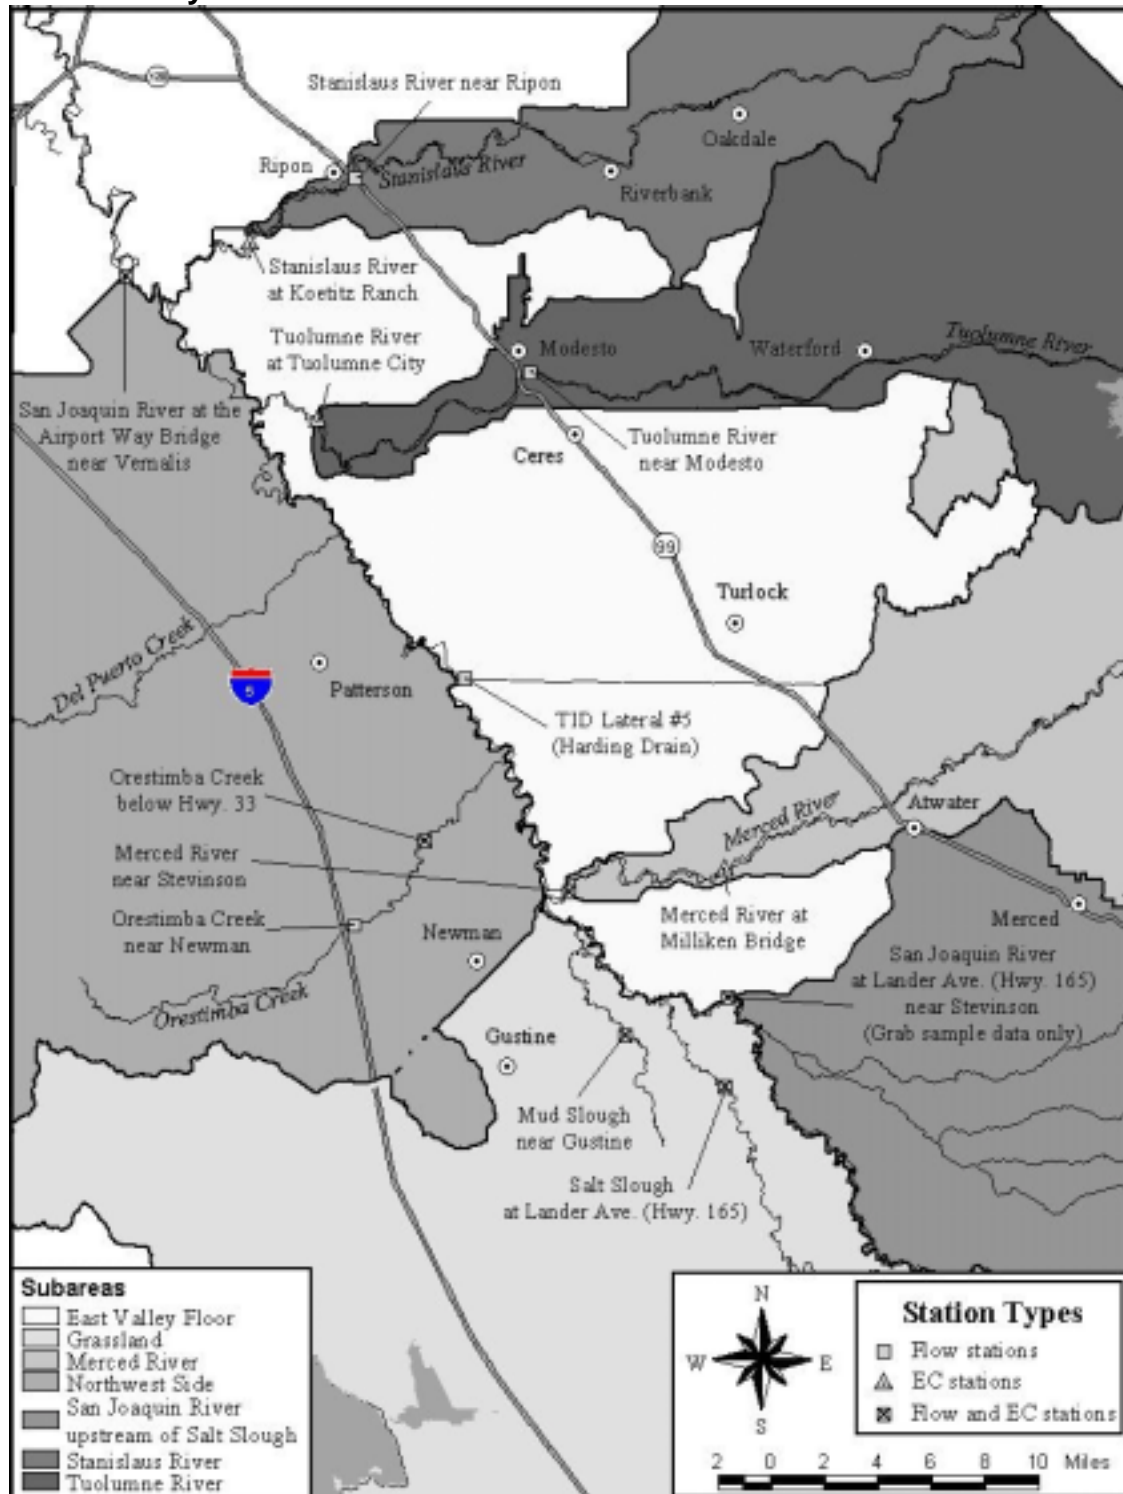 Stanislaus River near Ripon
Oakdale
Ripon
Stanislaus River
Riverbank
Stanislaus River
at Koetitz Ranch
Tuolumne River
at Tuolumne City
Modesto
Waterford
Tuolumne River
San Joaquin River at the
Airport Way Bridge
near Vernalis
Ceres
Tuolumne River
near Modesto
99
Turlock
Del Puerto Creek
5
Patterson
TID Lateral #5
(Harding Drain)
Orestimba Creek
below Hwy. 33
Merced River
Atwater
Merced River
near Stevinson
Orestimba Creek
near Newman
Newman
Merced River at
Milliken Bridge
Merced
San Joaquin River
at Lander Ave. (Hwy. 165)
near Stevinson
(Grab sample data only)
Orestimba Creek
Gustine
Mud Slough
near Gustine
Salt Slough
at Lander Ave. (Hwy. 165)
Subareas
East Valley Floor
Grassland
Merced River
Northwest Side
San Joaquin River
upstream of Salt Slough
Stanislaus River
Tuolumne River
N
W E
S
Station Types
Flow stations
EC stations
Flow and EC stations
2 0 2 4 6 8 10 Miles